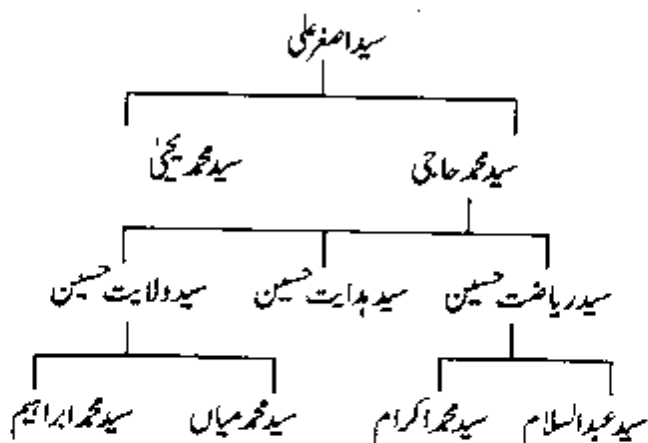 سید اصغر علی
سید محمد حاجی سید محمد یحییٰ
سید ریاضت حسین سید ہدایت حسین سید ولایت حسین
سید عبدالسلام سید محمد اکرام سید محمد میاں سید محمد ابراہیم